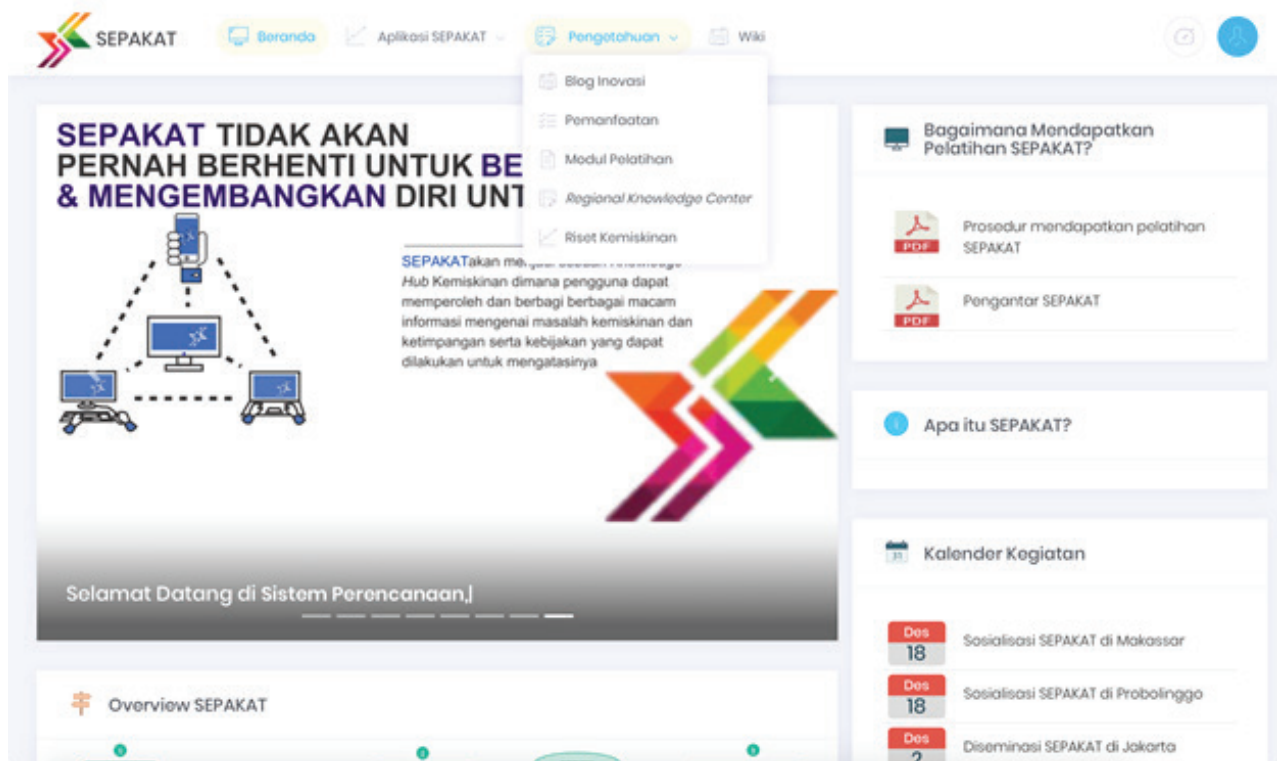 SEPAKAT
Beranda
Aplikasi SEPAKAT
Pengetahuan
Wiki
Blog Inovasi
Pemanfaatan
Modul Pelatihan
Regional Knowledge Center
Riset Kemiskinan
SEPAKAT TIDAK AKAN
PERNAH BERHENTI UNTUK BE
& MENGEMBANGKAN DIRI UNT
SEPAKAT akan
Hub Kemiskinan dimana pengguna dapat
memperoleh dan berbagi berbagai macam
informasi mengenai masalah kemiskinan dan
ketimpangan serta kebijakan yang dapat
dilakukan untuk mengatasinya
Selamat Datang di Sistem Perencanaan,|
Overview SEPAKAT
Bagaimana Mendapatkan
Pelatihan SEPAKAT?
PDF
Prosedur mendapatkan pelatihan
SEPAKAT
PDF
Pengantar SEPAKAT
Apa itu SEPAKAT?
31
Kalender Kegiatan
Des
18
Sosialisasi SEPAKAT di Makassar
Des
18
Sosialisasi SEPAKAT di Probolinggo
Des
2
Diseminasi SEPAKAT di Jakarta